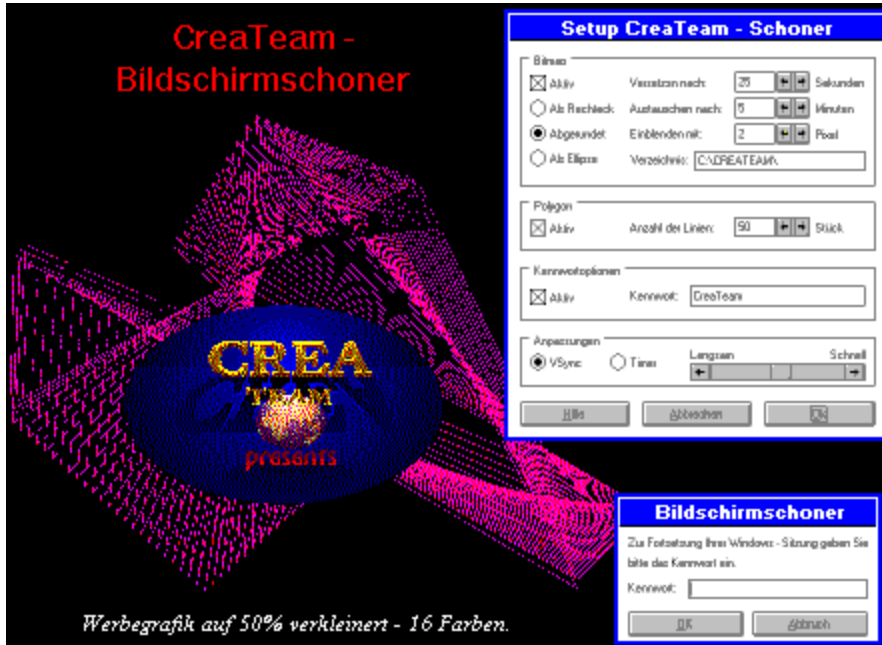 CreaTeam -
Bildschirmschoner
CREA
TEAM
presents
Werbegrafik auf 50% verkleinert - 16 Farben.
Setup CreaTeam - Schoner
Bitmap
Aktiv Versetzen nach: 25 Sekunden
Als Rechteck Austauschen nach: 5 Minuten
Abgerundet Einblenden mit: 2 Pixel
Als Ellipse Verzeichnis: C:\CREATEAM\
Polygon
Aktiv Anzahl der Linien: 50 Stück
Kennwortoptionen
Aktiv Kennwort: CreaTeam
Anpassungen
VSync Timer Langsam Schnell
Hilfe Abbrechen Ok
Bildschirmschoner
Zur Fortsetzung Ihrer Windows - Sitzung geben Sie
bitte das Kennwort ein.
Kennwort:
OK Abbruch